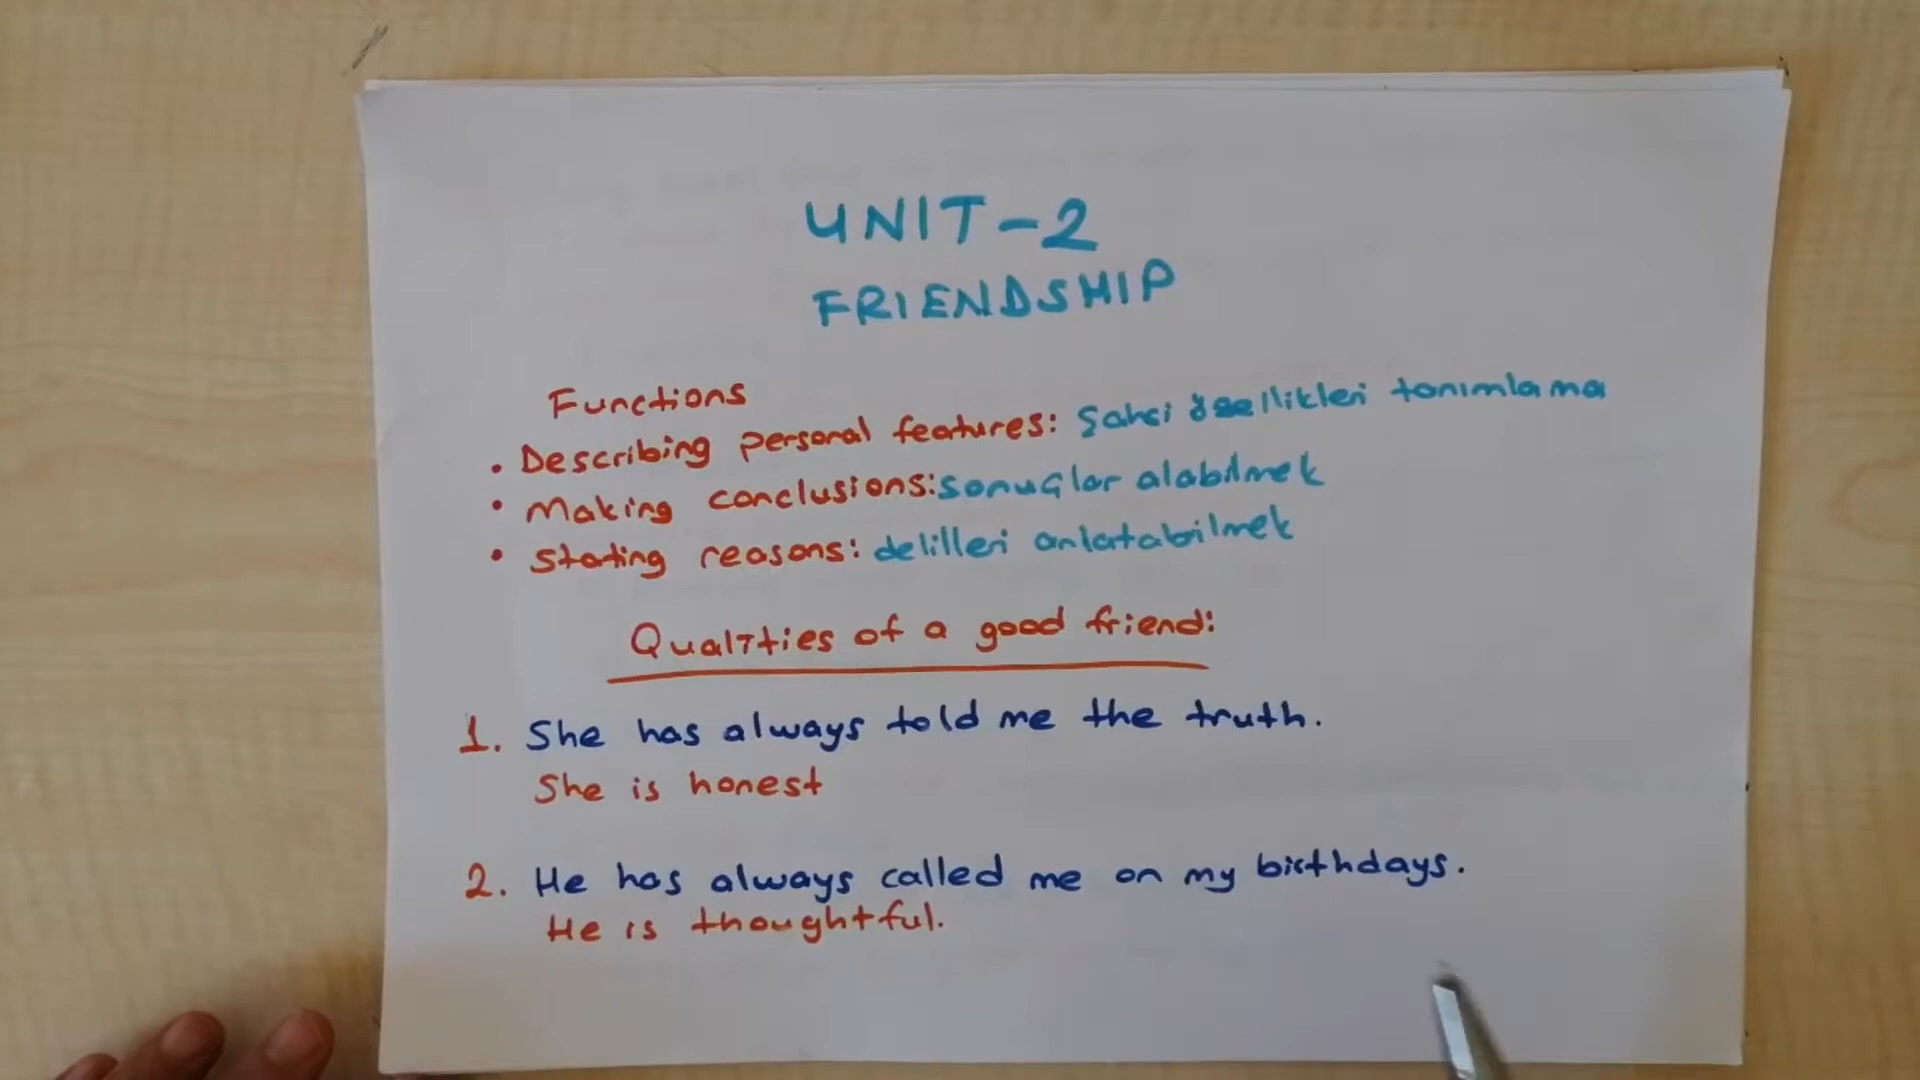 UNIT-2
FRIENDSHIP
Functions
• Describing personal features: Şahsi özellikleri tanımlama
• Making conclusions: sonuçlar alabilmek
• Stating reasons: delilleri anlatabilmek
Qualities of a good friend:
1. She has always told me the truth.
She is honest
2. He has always called me on my birthdays.
He is thoughtful.